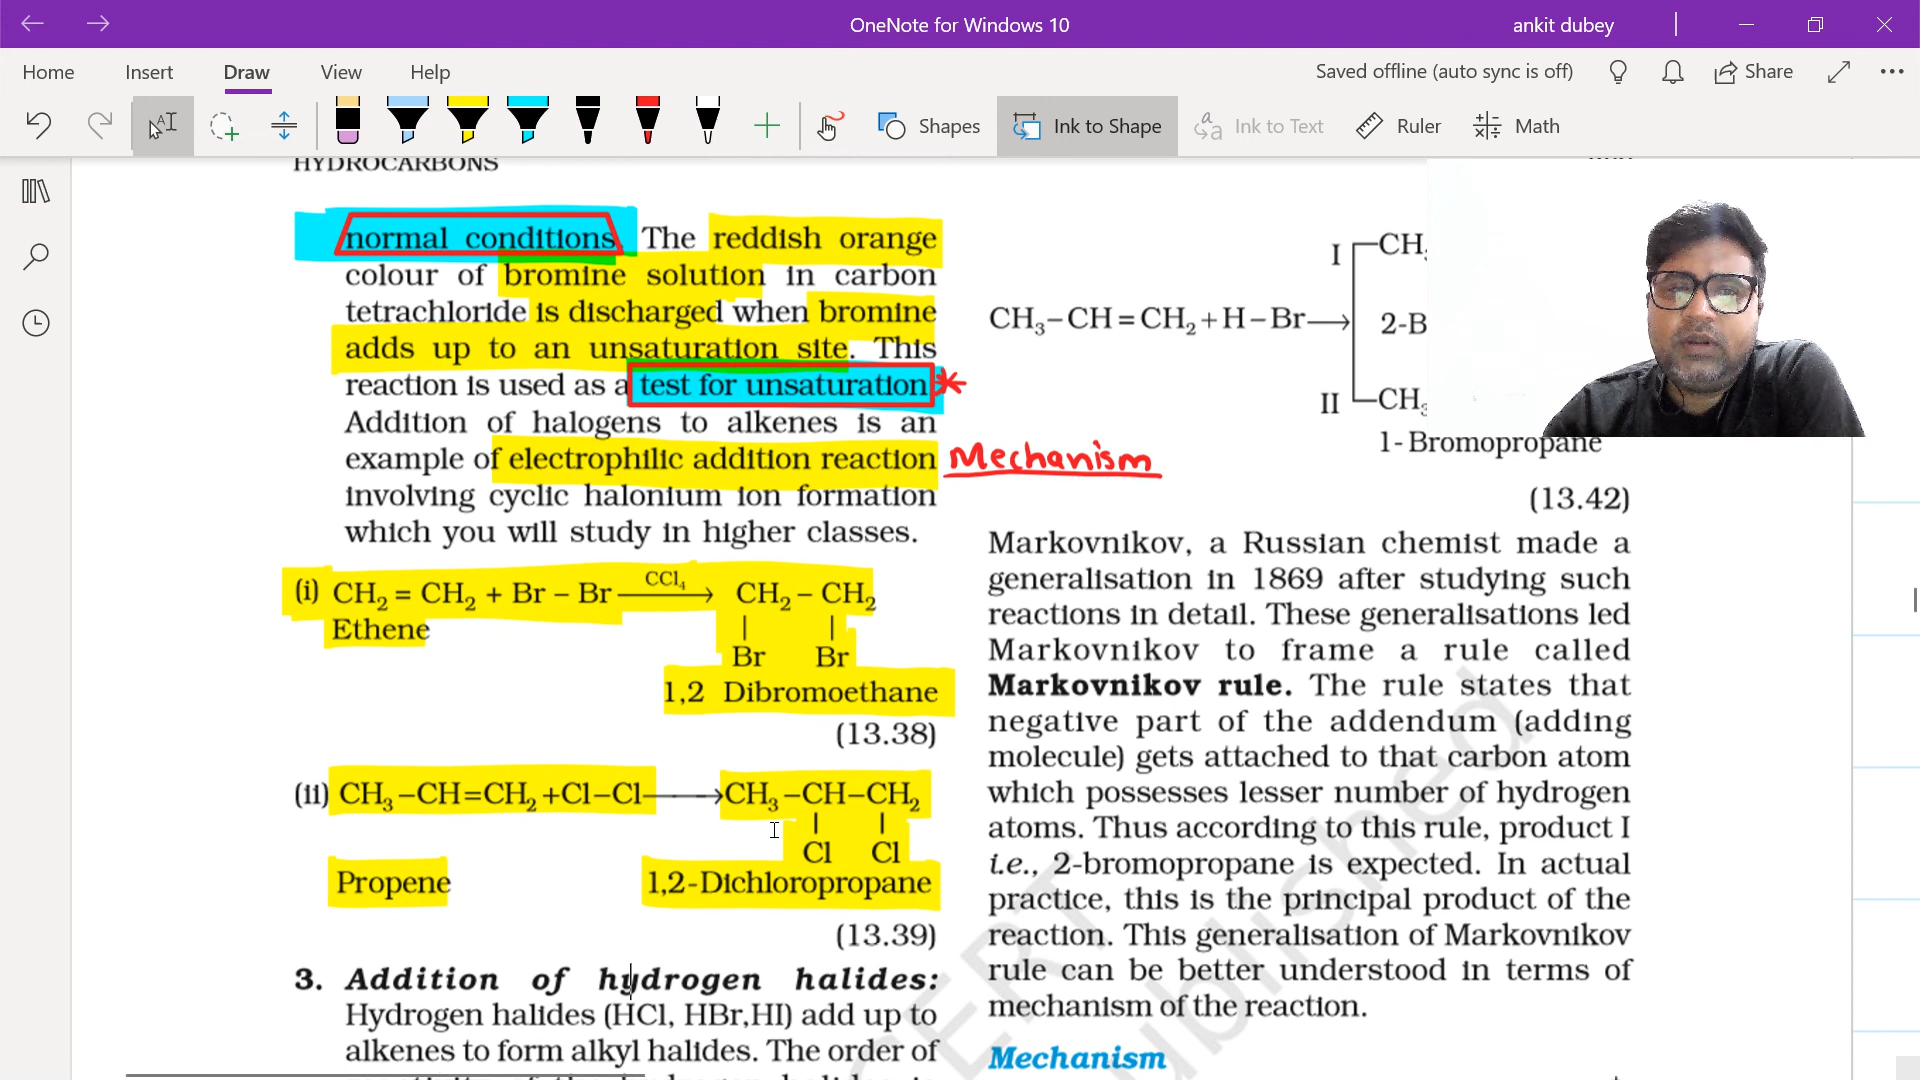 OneNote for Windows 10
ankit dubey
Home Insert Draw View Help
Saved offline (auto sync is off) Share
Shapes Ink to Shape Ink to Text Ruler Math
HYDROCARBONS
normal conditions. The reddish orange
colour of bromine solution in carbon
tetrachloride is discharged when bromine
adds up to an unsaturation site. This
reaction is used as a test for unsaturation *
Addition of halogens to alkenes is an
example of electrophilic addition reaction Mechanism
involving cyclic halonium ion formation
which you will study in higher classes.
(i) CH₂ = CH₂ + Br – Br ⟶ CH₂ – CH₂
CCl₄
Ethene | |
Br Br
1,2 Dibromoethane
(13.38)
(ii) CH₃ –CH=CH₂ +Cl–Cl⟶CH₃ –CH–CH₂
| |
Cl Cl
Propene 1,2-Dichloropropane
(13.39)
3. Addition of hydrogen halides:
Hydrogen halides (HCl, HBr,HI) add up to
alkenes to form alkyl halides. The order of
I –CH₃
CH₃–CH=CH₂+H–Br⟶ 2-B
II –CH₃
1-Bromopropane
(13.42)
Markovnikov, a Russian chemist made a
generalisation in 1869 after studying such
reactions in detail. These generalisations led
Markovnikov to frame a rule called
Markovnikov rule. The rule states that
negative part of the addendum (adding
molecule) gets attached to that carbon atom
which possesses lesser number of hydrogen
atoms. Thus according to this rule, product I
i.e., 2-bromopropane is expected. In actual
practice, this is the principal product of the
reaction. This generalisation of Markovnikov
rule can be better understood in terms of
mechanism of the reaction.
Mechanism